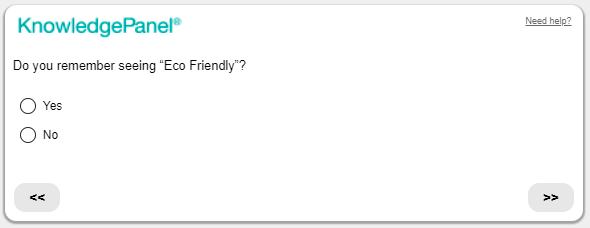 KnowledgePanel®
Need help?
Do you remember seeing “Eco Friendly”?
Yes
No
<<
>>